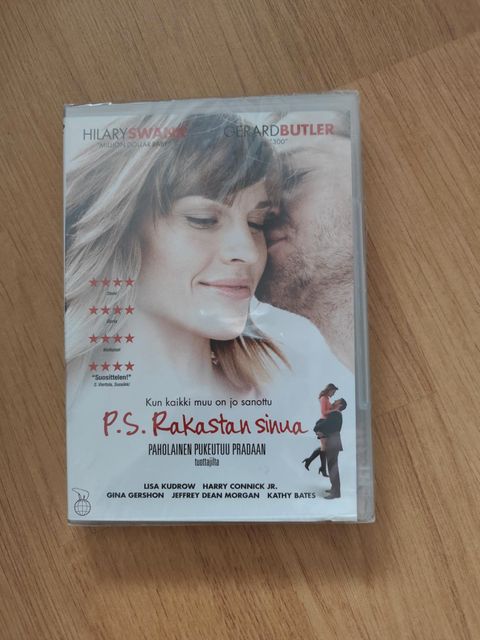 HILARY SWANK GERARD BUTLER
"MILLION DOLLAR BABY" "300"
"Suosittelen!"
Kun kaikki muu on jo sanottu
P.S. Rakastan sinua
PAHOLAINEN PUKEUTUU PRADAAN
tuottajilta
LISA KUDROW HARRY CONNICK JR.
GINA GERSHON JEFFREY DEAN MORGAN KATHY BATES